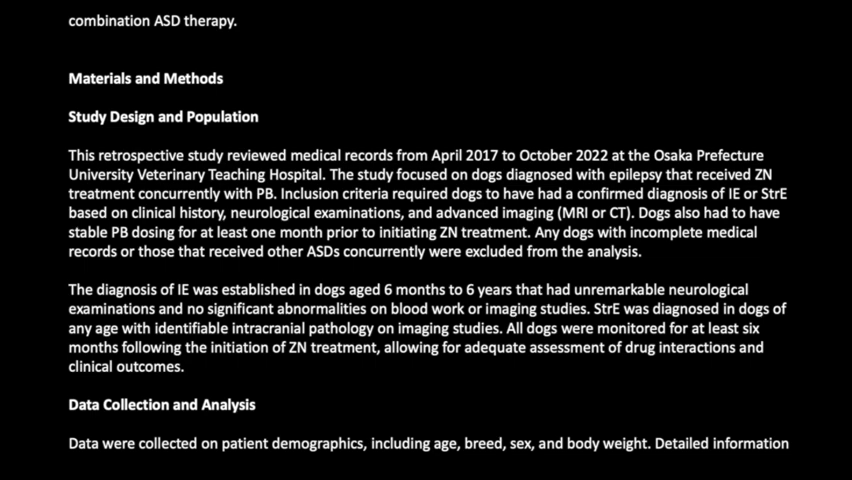 combination ASD therapy.
Materials and Methods
Study Design and Population
This retrospective study reviewed medical records from April 2017 to October 2022 at the Osaka Prefecture
University Veterinary Teaching Hospital. The study focused on dogs diagnosed with epilepsy that received ZN
treatment concurrently with PB. Inclusion criteria required dogs to have had a confirmed diagnosis of IE or StrE
based on clinical history, neurological examinations, and advanced imaging (MRI or CT). Dogs also had to have
stable PB dosing for at least one month prior to initiating ZN treatment. Any dogs with incomplete medical
records or those that received other ASDs concurrently were excluded from the analysis.
The diagnosis of IE was established in dogs aged 6 months to 6 years that had unremarkable neurological
examinations and no significant abnormalities on blood work or imaging studies. StrE was diagnosed in dogs of
any age with identifiable intracranial pathology on imaging studies. All dogs were monitored for at least six
months following the initiation of ZN treatment, allowing for adequate assessment of drug interactions and
clinical outcomes.
Data Collection and Analysis
Data were collected on patient demographics, including age, breed, sex, and body weight. Detailed information